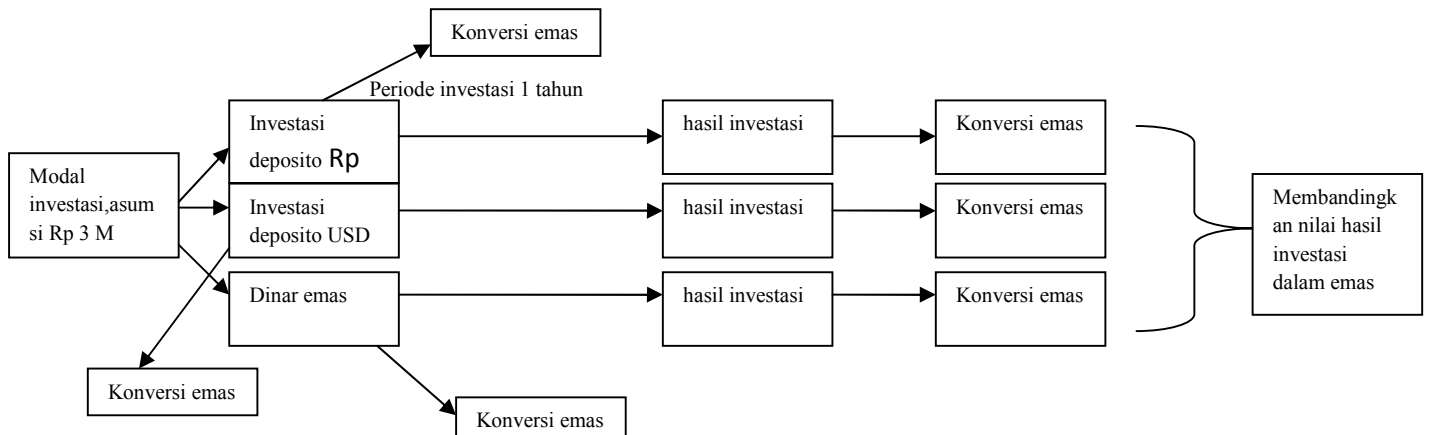 Konversi emas
Periode investasi 1 tahun
Investasi
deposito Rp
hasil investasi
Konversi emas
Modal
investasi,asum
si Rp 3 M
Investasi
deposito USD
hasil investasi
Konversi emas
Membandingk
an nilai hasil
investasi
dalam emas
Dinar emas
hasil investasi
Konversi emas
Konversi emas
Konversi emas